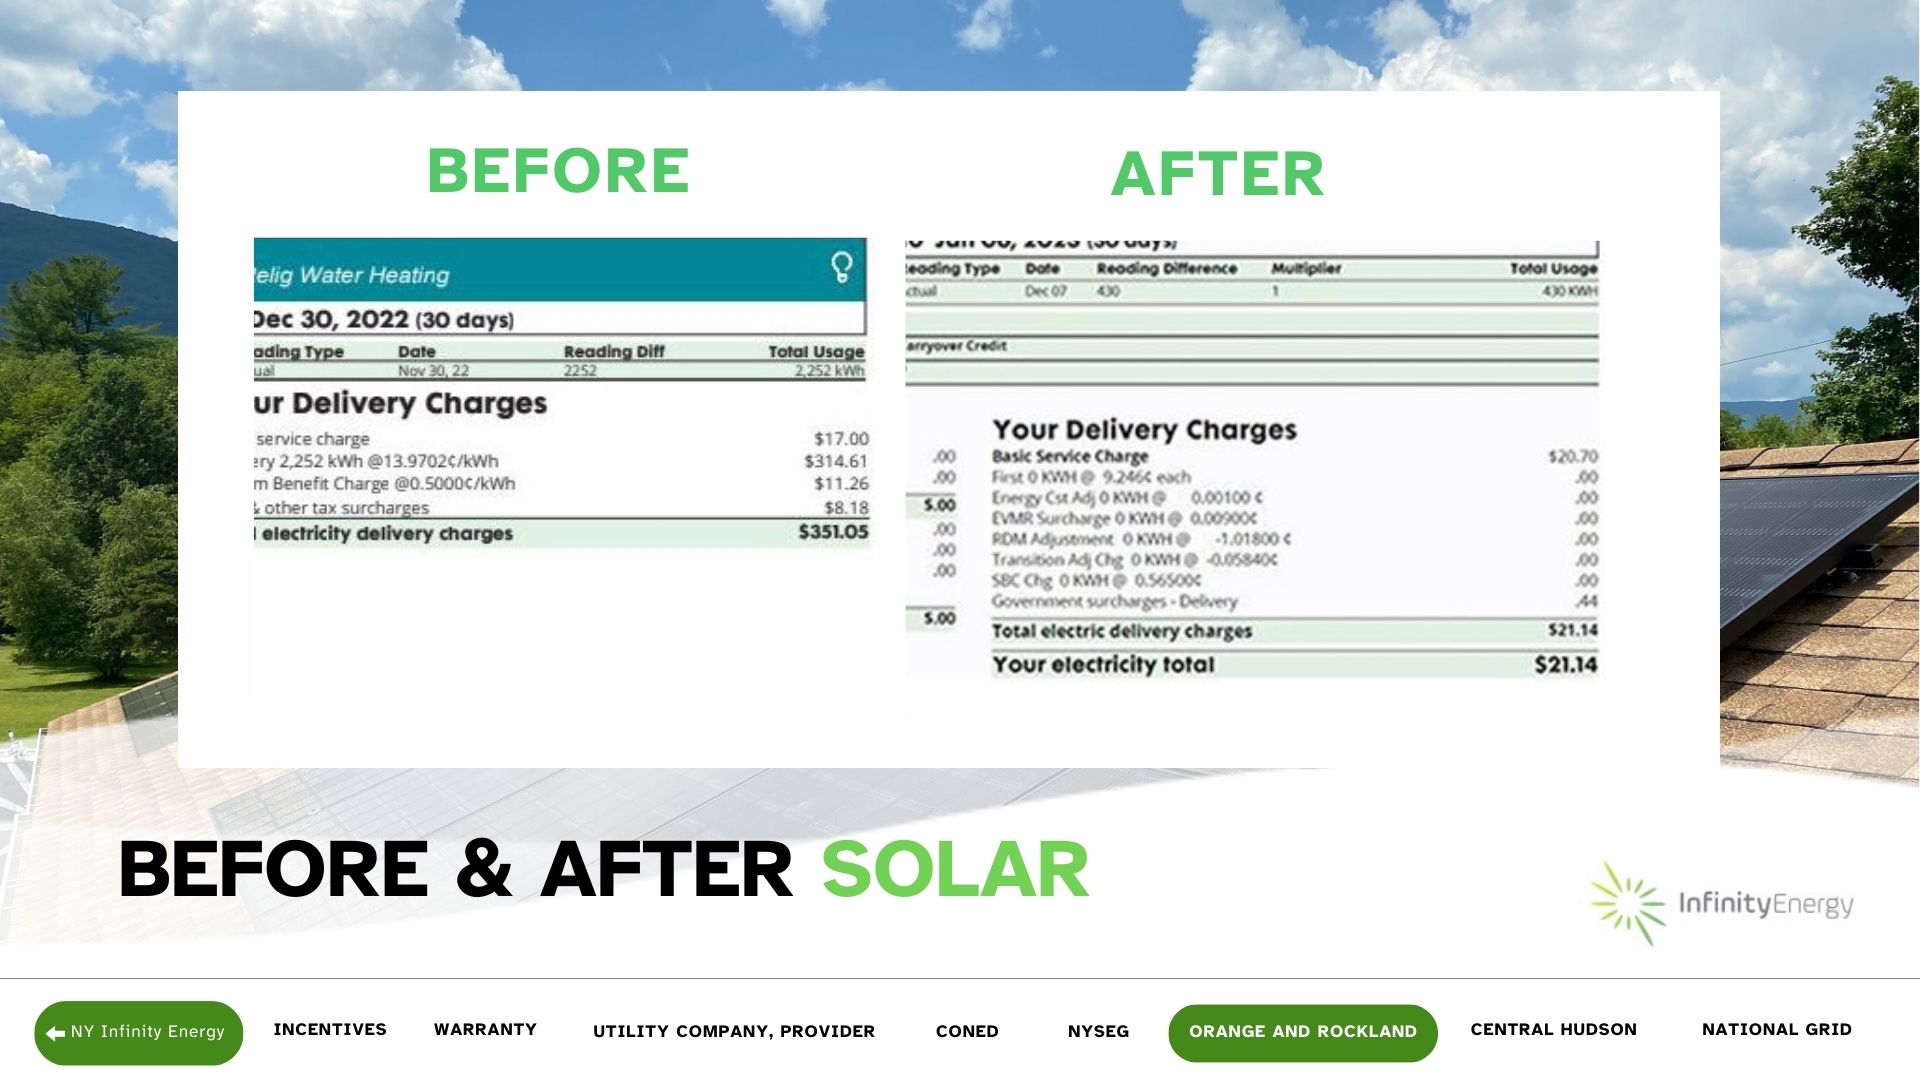 BEFORE
AFTER
Relig Water Heating
Dec 30, 2022 (30 days)
ading Type Date Reading Diff Total Usage
ual Nov 30, 22 2252 2,252 kWh
ur Delivery Charges
service charge $17.00
ery 2,252 kWh @13.9702¢/kWh $314.61
m Benefit Charge @0.5000¢/kWh $11.26
& other tax surcharges $8.18
l electricity delivery charges $351.05
o Jan 06, 2023 (30 days)
eading Type Date Reading Difference Multiplier Total Usage
ctual Dec 07 430 1 430 KWH
arryover Credit
.00
.00
$.00
.00
.00
.00
$.00
Your Delivery Charges
Basic Service Charge $20.70
First 0 KWH @ 9.246¢ each .00
Energy Cst Adj 0 KWH @ 0.00100 ¢ .00
EVMR Surcharge 0 KWH @ 0.00900¢ .00
RDM Adjustment 0 KWH @ -1.01800 ¢ .00
Transition Adj Chg 0 KWH @ -0.05840¢ .00
SBC Chg 0 KWH @ 0.56500¢ .00
Government surcharges - Delivery .44
Total electric delivery charges $21.14
Your electricity total $21.14
BEFORE & AFTER SOLAR
InfinityEnergy
NY Infinity Energy
INCENTIVES
WARRANTY
UTILITY COMPANY, PROVIDER
CONED
NYSEG
ORANGE AND ROCKLAND
CENTRAL HUDSON
NATIONAL GRID